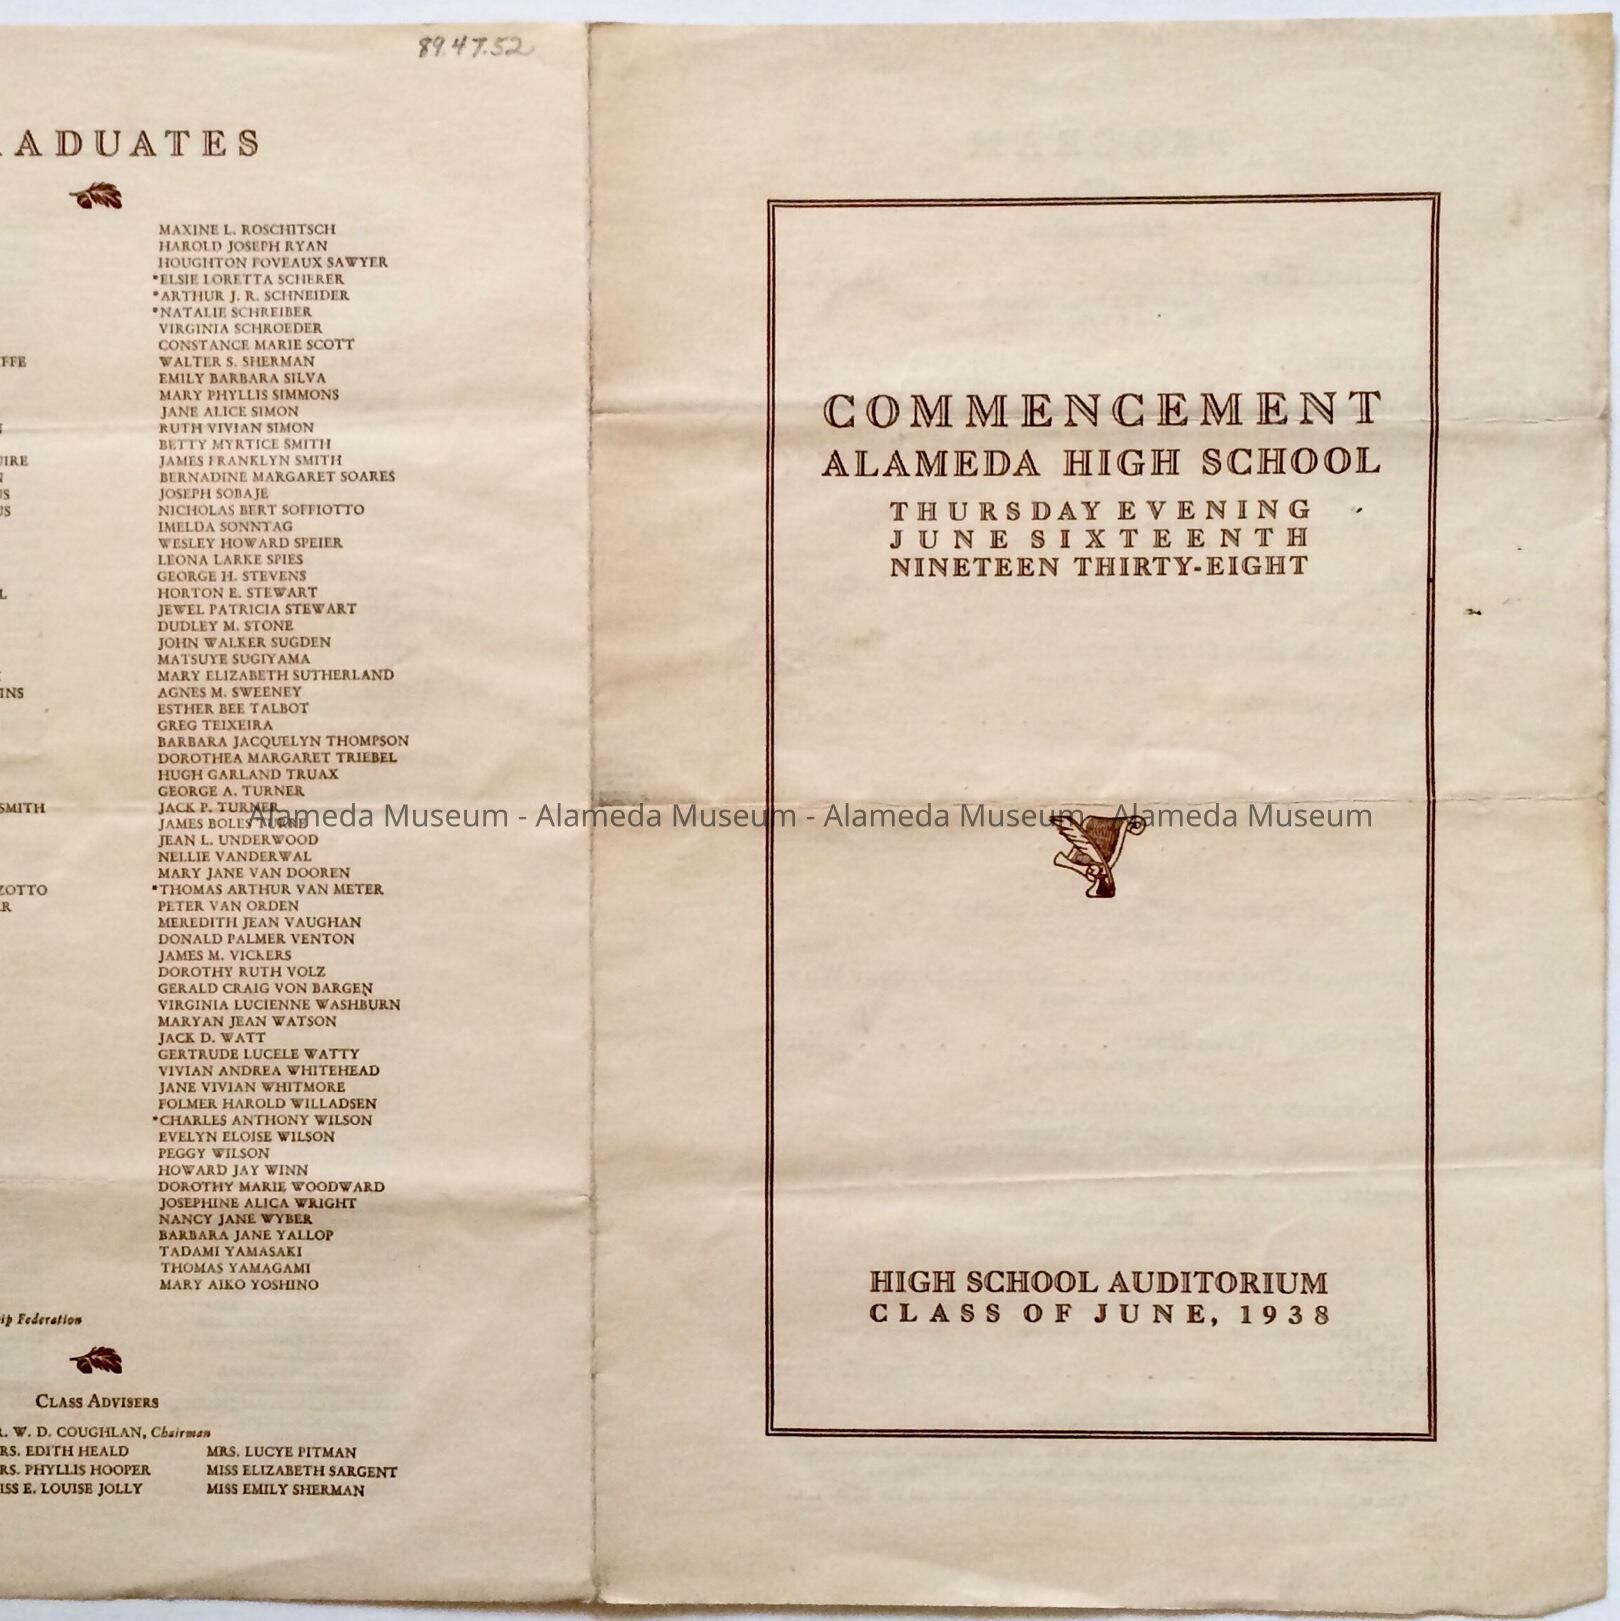 89.47.52
ADUATES
FFE
UIRE
INS
SMITH
ZOTTO
MAXINE L. ROSCHITSCH
HAROLD JOSEPH RYAN
HOUGHTON FOVEAUX SAWYER
*ELSIE LORETTA SCHERER
*ARTHUR J. R. SCHNEIDER
*NATALIE SCHREIBER
VIRGINIA SCHROEDER
CONSTANCE MARIE SCOTT
WALTER S. SHERMAN
EMILY BARBARA SILVA
MARY PHYLLIS SIMMONS
JANE ALICE SIMON
RUTH VIVIAN SIMON
BETTY MYRTICE SMITH
JAMES FRANKLYN SMITH
BERNADINE MARGARET SOARES
JOSEPH SOBAJE
NICHOLAS BERT SOFFIOTTO
IMELDA SONNTAG
WESLEY HOWARD SPEIER
LEONA LARKE SPIES
GEORGE H. STEVENS
HORTON E. STEWART
JEWEL PATRICIA STEWART
DUDLEY M. STONE
JOHN WALKER SUGDEN
MATSUYE SUGIYAMA
MARY ELIZABETH SUTHERLAND
AGNES M. SWEENEY
ESTHER BEE TALBOT
GREG TEIXEIRA
BARBARA JACQUELYN THOMPSON
DOROTHEA MARGARET TRIEBEL
HUGH GARLAND TRUAX
GEORGE A. TURNER
JACK P. TURNER
JAMES BOLES
JEAN L. UNDERWOOD
NELLIE VANDERWAL
MARY JANE VAN DOOREN
*THOMAS ARTHUR VAN METER
PETER VAN ORDEN
MEREDITH JEAN VAUGHAN
DONALD PALMER VENTON
JAMES M. VICKERS
DOROTHY RUTH VOLZ
GERALD CRAIG VON BARGEN
VIRGINIA LUCIENNE WASHBURN
MARYAN JEAN WATSON
JACK D. WATT
GERTRUDE LUCELE WATTY
VIVIAN ANDREA WHITEHEAD
JANE VIVIAN WHITMORE
FOLMER HAROLD WILLADSEN
*CHARLES ANTHONY WILSON
EVELYN ELOISE WILSON
PEGGY WILSON
HOWARD JAY WINN
DOROTHY MARIE WOODWARD
JOSEPHINE ALICA WRIGHT
NANCY JANE WYBER
BARBARA JANE YALLOP
TADAMI YAMASAKI
THOMAS YAMAGAMI
MARY AIKO YOSHINO
ip Federation
CLASS ADVISERS
R. W. D. COUGHLAN, Chairman
RS. EDITH HEALD MRS. LUCYE PITMAN
RS. PHYLLIS HOOPER MISS ELIZABETH SARGENT
ISS E. LOUISE JOLLY MISS EMILY SHERMAN
COMMENCEMENT
ALAMEDA HIGH SCHOOL
THURSDAY EVENING
JUNE SIXTEENTH
NINETEEN THIRTY-EIGHT
Alameda Museum - Alameda Museum - Alameda Museum - Alameda Museum
HIGH SCHOOL AUDITORIUM
CLASS OF JUNE, 1938